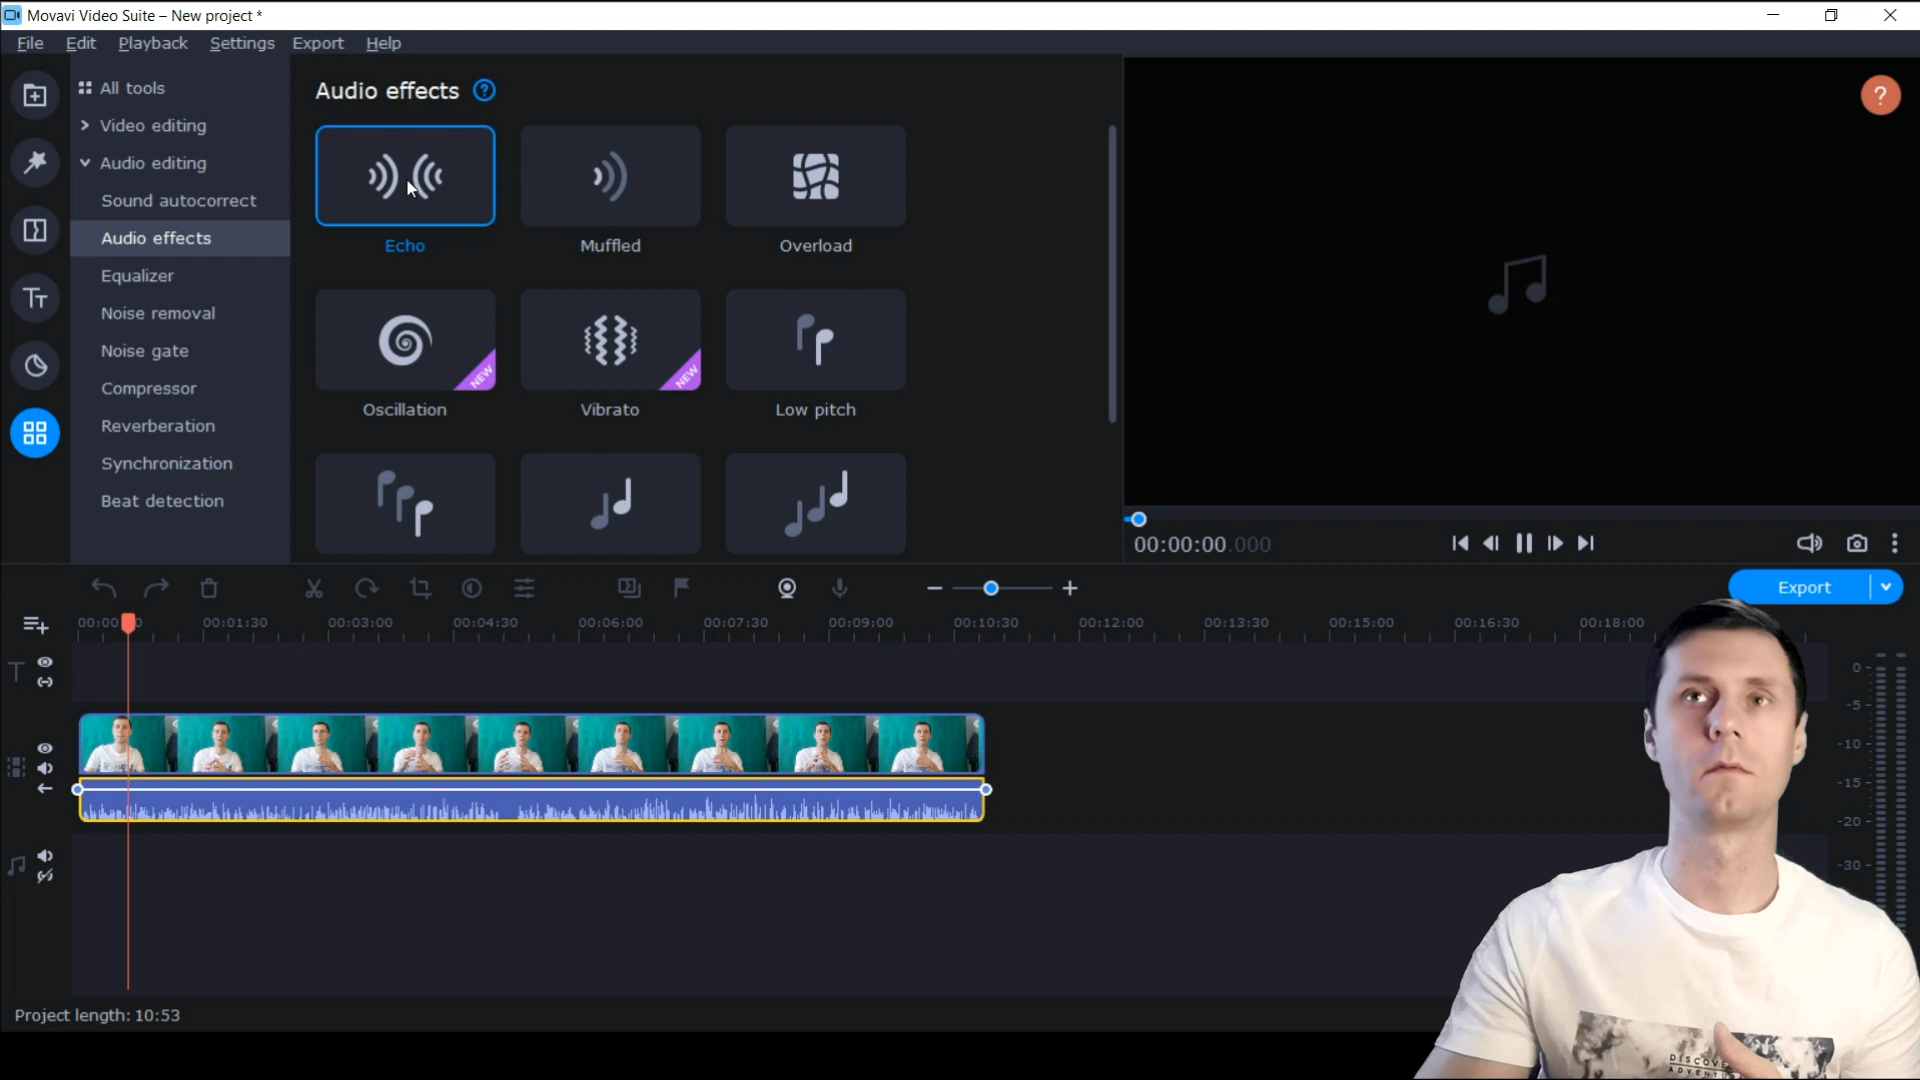 Movavi Video Suite – New project *
File Edit Playback Settings Export Help
All tools
Video editing
Audio editing
Sound autocorrect
Audio effects
Equalizer
Noise removal
Noise gate
Compressor
Reverberation
Synchronization
Beat detection
Audio effects ?
Echo Muffled Overload
NEW NEW
Oscillation Vibrato Low pitch
?
00:00:00.000
Export
00:01:30 00:03:00 00:04:30 00:06:00 00:07:30 00:09:00 00:10:30 00:12:00 00:13:30 00:15:00 00:16:30 00:18:00
0
-5
-10
-15
-20
-30
Project length: 10:53